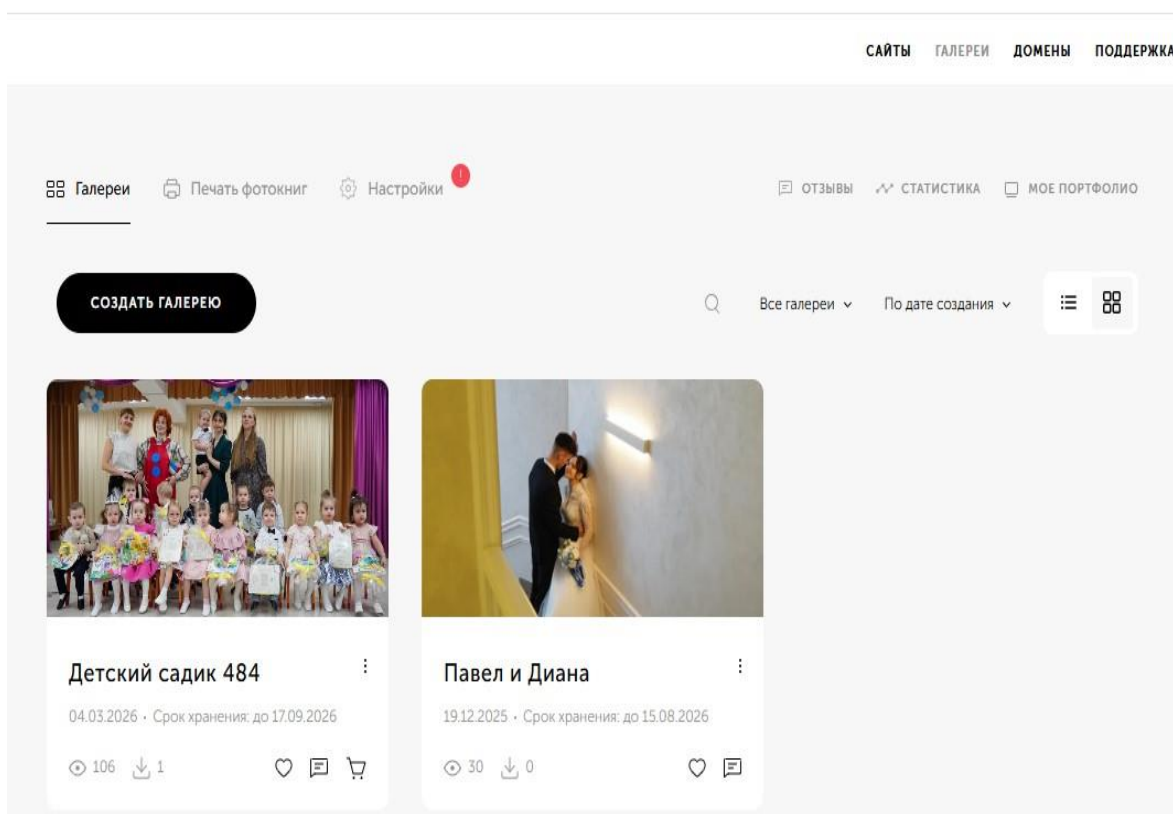 САЙТЫ ГАЛЕРЕИ ДОМЕНЫ ПОДДЕРЖКА
Галереи Печать фотокниг Настройки !
ОТЗЫВЫ СТАТИСТИКА МОЕ ПОРТФОЛИО
СОЗДАТЬ ГАЛЕРЕЮ
Все галереи По дате создания
Детский садик 484
04.03.2026 · Срок хранения: до 17.09.2026
106 1
Павел и Диана
19.12.2025 · Срок хранения: до 15.08.2026
30 0